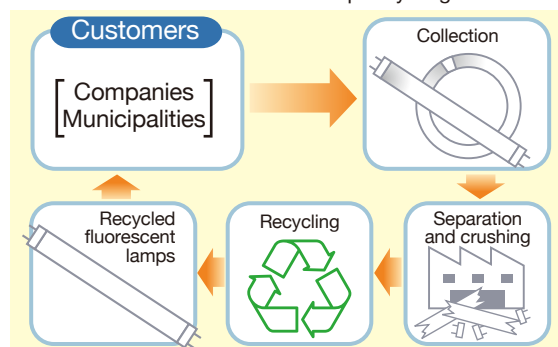 Customers
Companies
Municipalities
Collection
Separation
and crushing
Recycling
Recycled
fluorescent
lamps